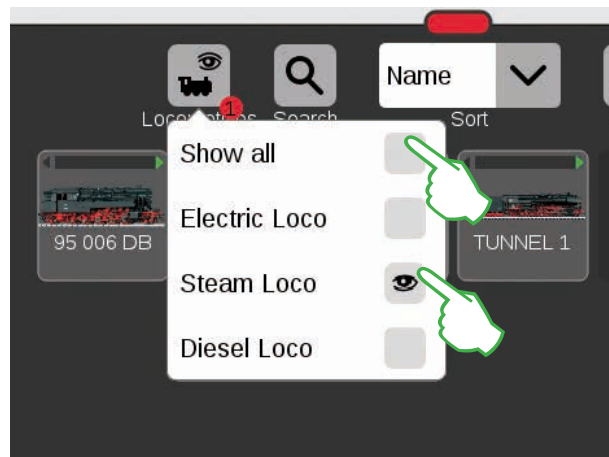 Name
1
Search
Sort
Show all
Electric Loco
Steam Loco
Diesel Loco
95 006 DB
TUNNEL 1